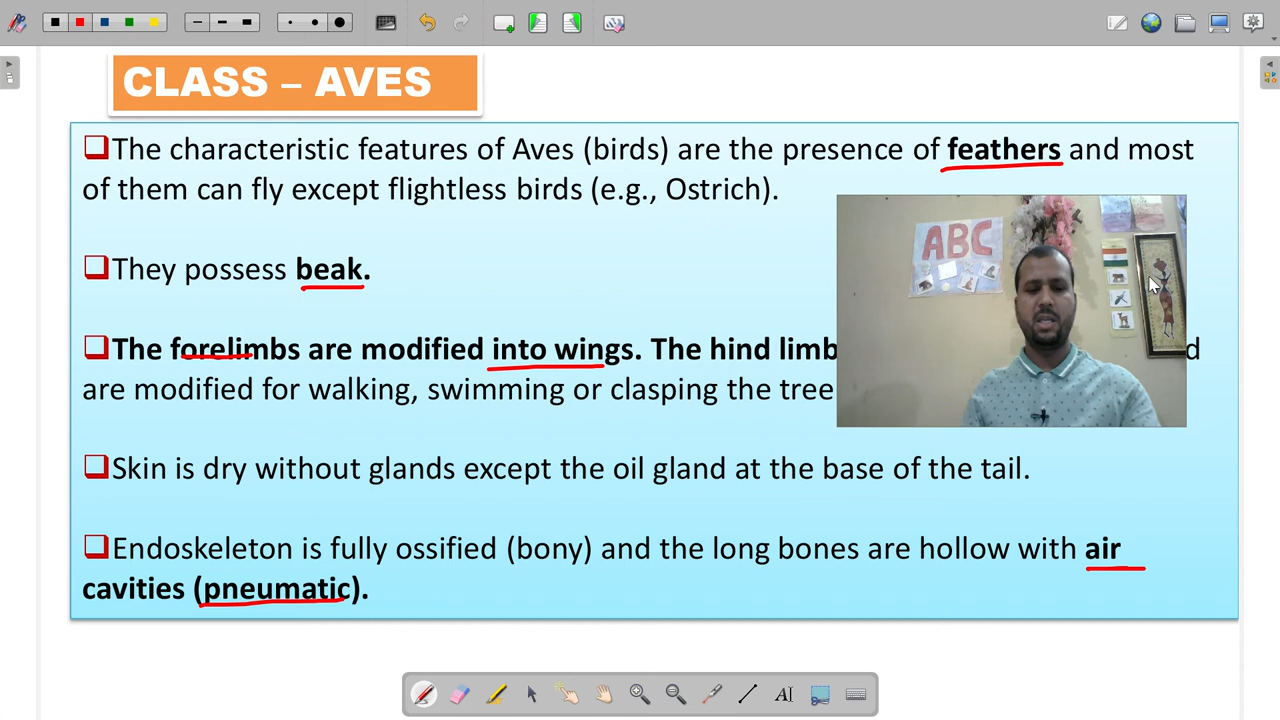 CLASS – AVES
❑The characteristic features of Aves (birds) are the presence of feathers and most
of them can fly except flightless birds (e.g., Ostrich).
❑They possess beak.
ABC
❑The forelimbs are modified into wings. The hind limb
are modified for walking, swimming or clasping the tree
❑Skin is dry without glands except the oil gland at the base of the tail.
❑Endoskeleton is fully ossified (bony) and the long bones are hollow with air
cavities (pneumatic).
AI